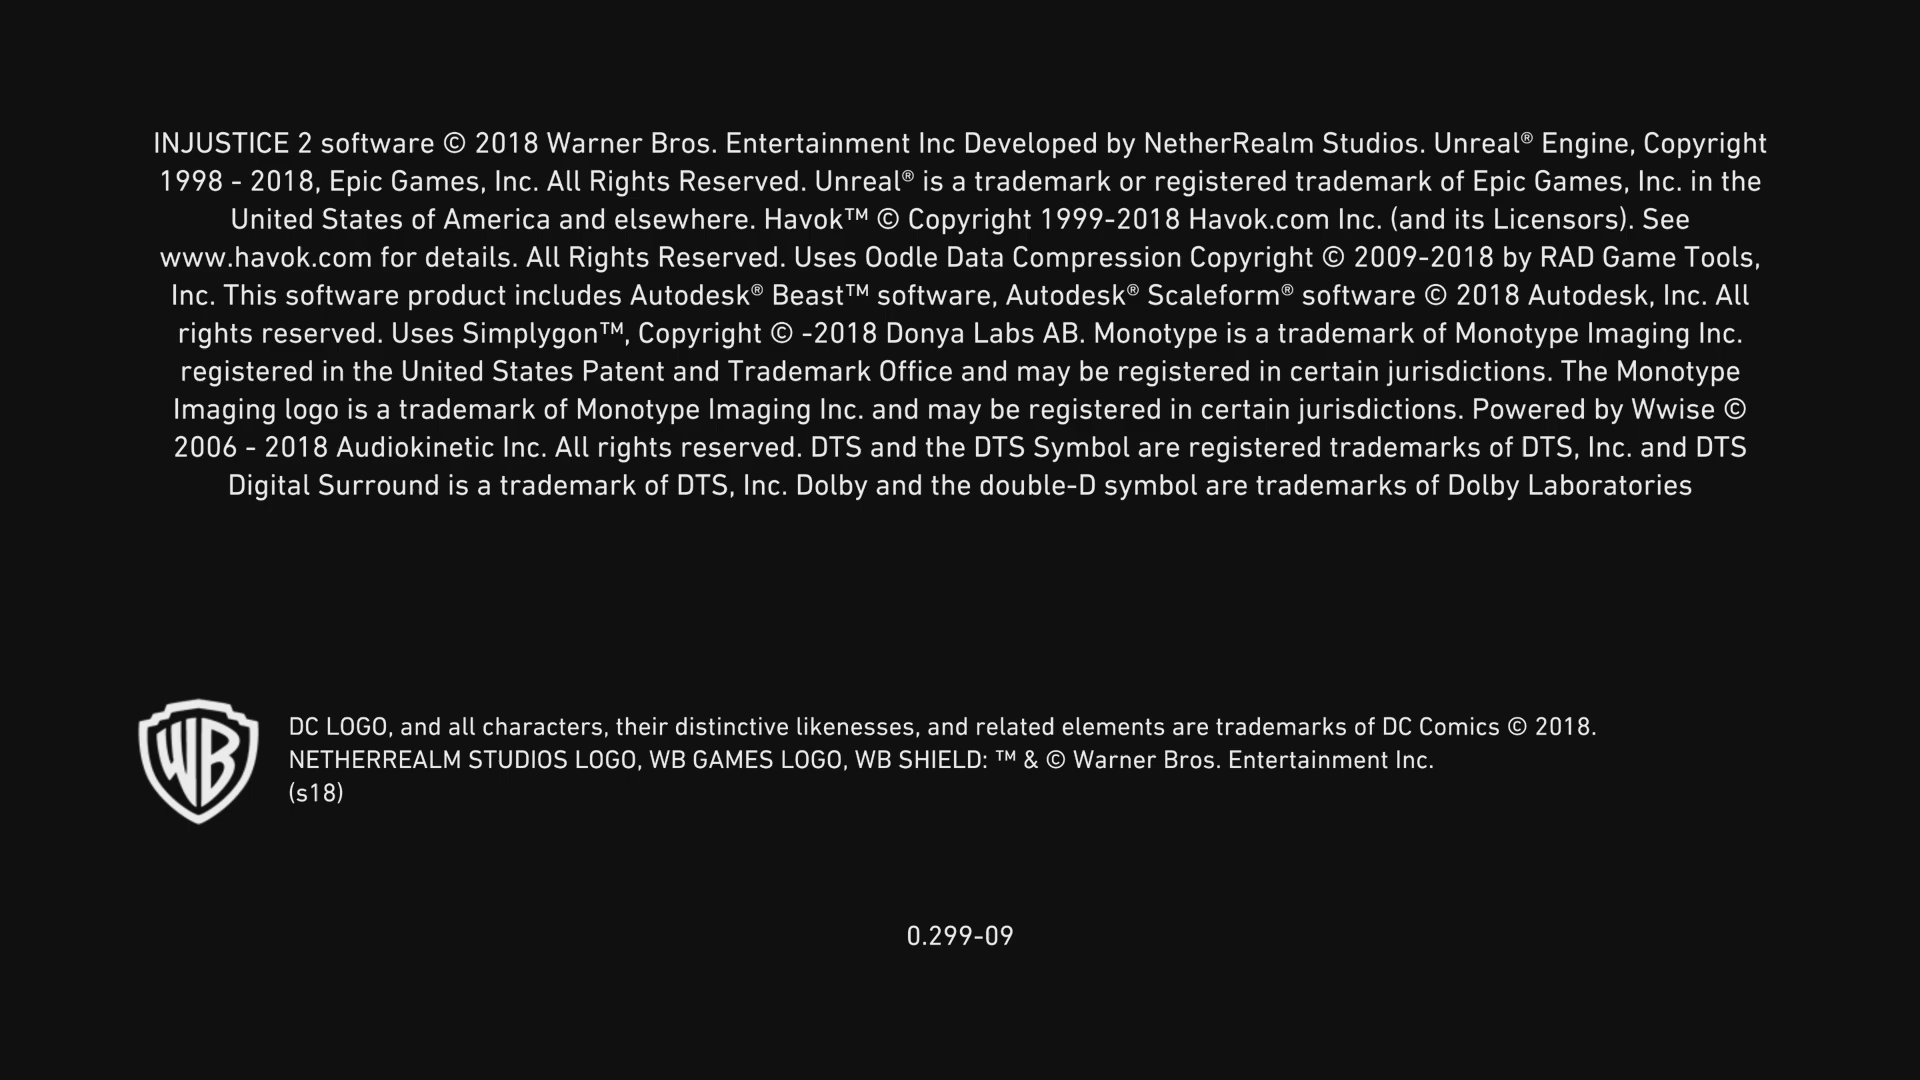 INJUSTICE 2 software © 2018 Warner Bros. Entertainment Inc Developed by NetherRealm Studios. Unreal® Engine, Copyright
1998 - 2018, Epic Games, Inc. All Rights Reserved. Unreal® is a trademark or registered trademark of Epic Games, Inc. in the
United States of America and elsewhere. Havok™ © Copyright 1999-2018 Havok.com Inc. (and its Licensors). See
www.havok.com for details. All Rights Reserved. Uses Oodle Data Compression Copyright © 2009-2018 by RAD Game Tools,
Inc. This software product includes Autodesk® Beast™ software, Autodesk® Scaleform® software © 2018 Autodesk, Inc. All
rights reserved. Uses Simplygon™, Copyright © -2018 Donya Labs AB. Monotype is a trademark of Monotype Imaging Inc.
registered in the United States Patent and Trademark Office and may be registered in certain jurisdictions. The Monotype
Imaging logo is a trademark of Monotype Imaging Inc. and may be registered in certain jurisdictions. Powered by Wwise ©
2006 - 2018 Audiokinetic Inc. All rights reserved. DTS and the DTS Symbol are registered trademarks of DTS, Inc. and DTS
Digital Surround is a trademark of DTS, Inc. Dolby and the double-D symbol are trademarks of Dolby Laboratories
WB
DC LOGO, and all characters, their distinctive likenesses, and related elements are trademarks of DC Comics © 2018.
NETHERREALM STUDIOS LOGO, WB GAMES LOGO, WB SHIELD: ™ & © Warner Bros. Entertainment Inc.
(s18)
0.299-09